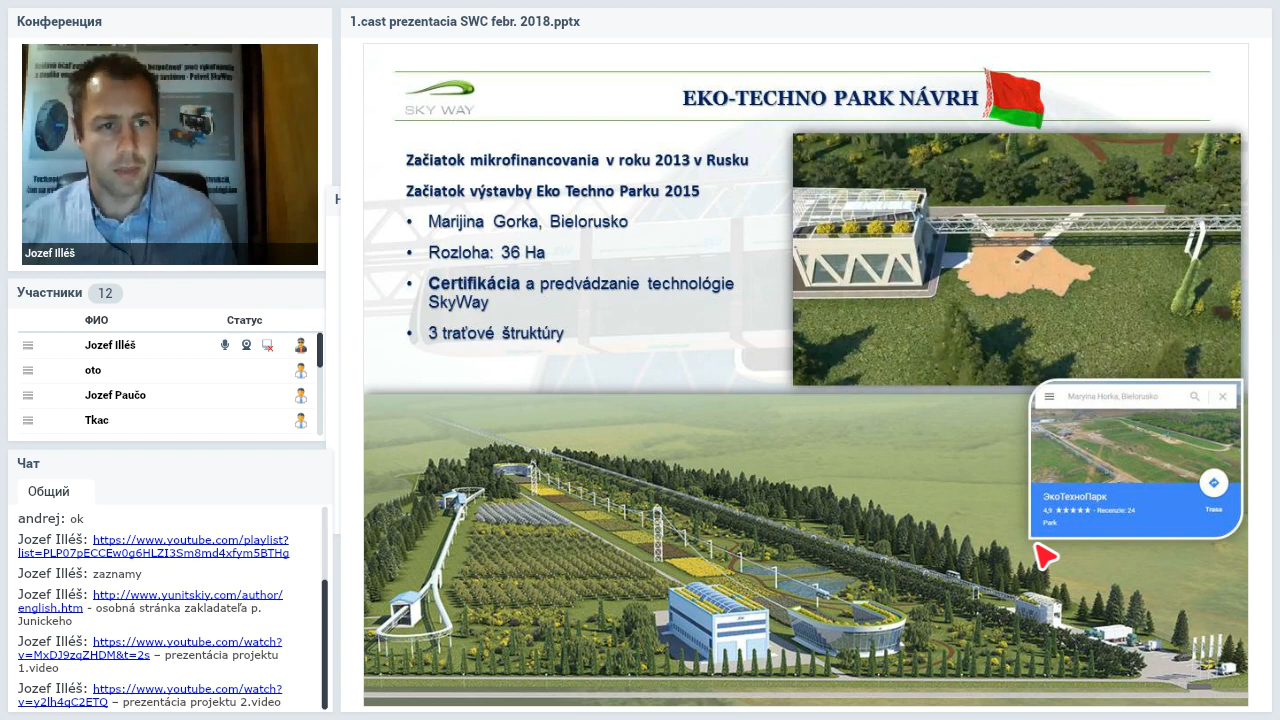 Конференция
Jozef Illéš
Участники 12
ФИО Статус
Jozef Illéš
oto
Jozef Paučo
Tkac
Чат
Общий
andrej: ok
Jozef Illéš: https://www.youtube.com/playlist?
list=PLP07pECCEw0g6HLZI3Sm8md4xfym5BTHg
Jozef Illéš: zaznamy
Jozef Illéš: http://www.yunitskiy.com/author/
english.htm - osobná stránka zakladateľa p.
Junickeho
Jozef Illéš: https://www.youtube.com/watch?
v=MxDJ9zqZHDM&t=2s – prezentácia projektu
1.video
Jozef Illéš: https://www.youtube.com/watch?
v=y2lh4qC2ETQ – prezentácia projektu 2.video
1.cast prezentacia SWC febr. 2018.pptx
SKY WAY
EKO-TECHNO PARK NÁVRH
Začiatok mikrofinancovania v roku 2013 v Rusku
Začiatok výstavby Eko Techno Parku 2015
• Marijina Gorka, Bielorusko
• Rozloha: 36 Ha
• Certifikácia a predvádzanie technológie
SkyWay
• 3 traťové štruktúry
Maryina Horka, Bielorusko
ЭкоТехноПарк
4,9 ★★★★★ - Recenzie: 24
Park
Trasa